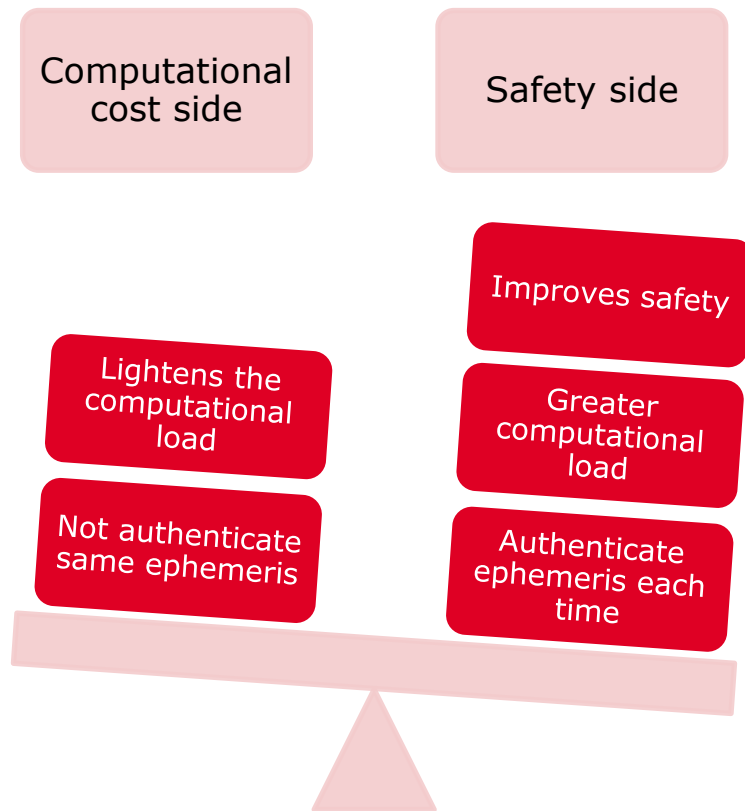 Computational
cost side
Safety side
Improves safety
Lightens the
computational
load
Greater
computational
load
Not authenticate
same ephemeris
Authenticate
ephemeris each
time